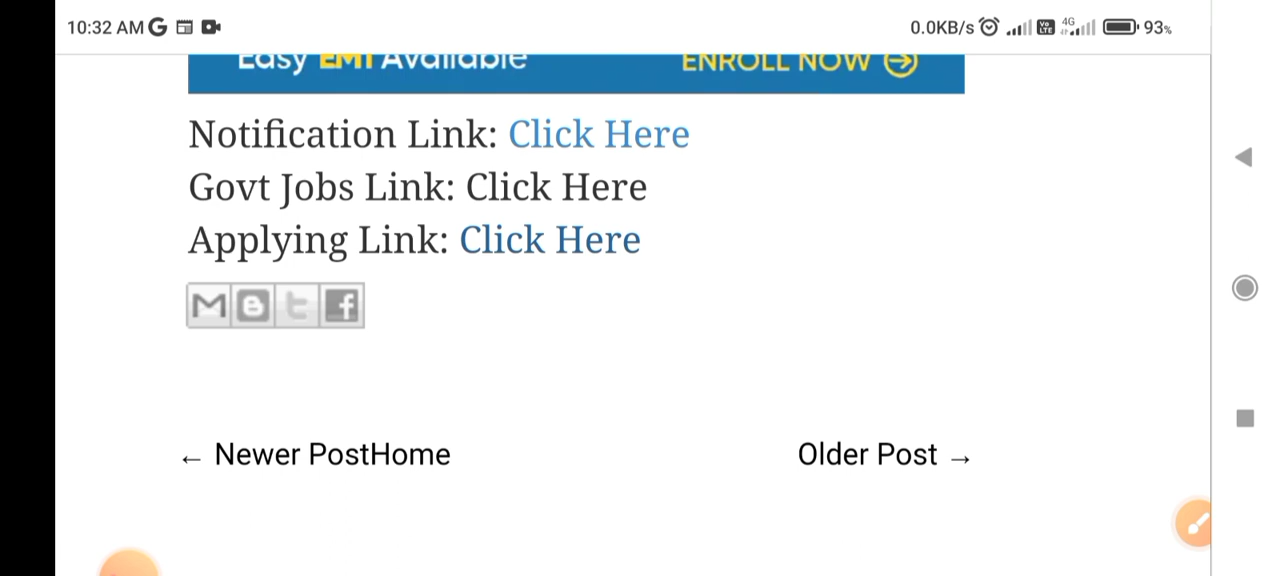 10:32 AM 0.0KB/s 4G 93%
Easy EMI Available ENROLL NOW
Notification Link: Click Here
Govt Jobs Link: Click Here
Applying Link: Click Here
← Newer PostHome Older Post →